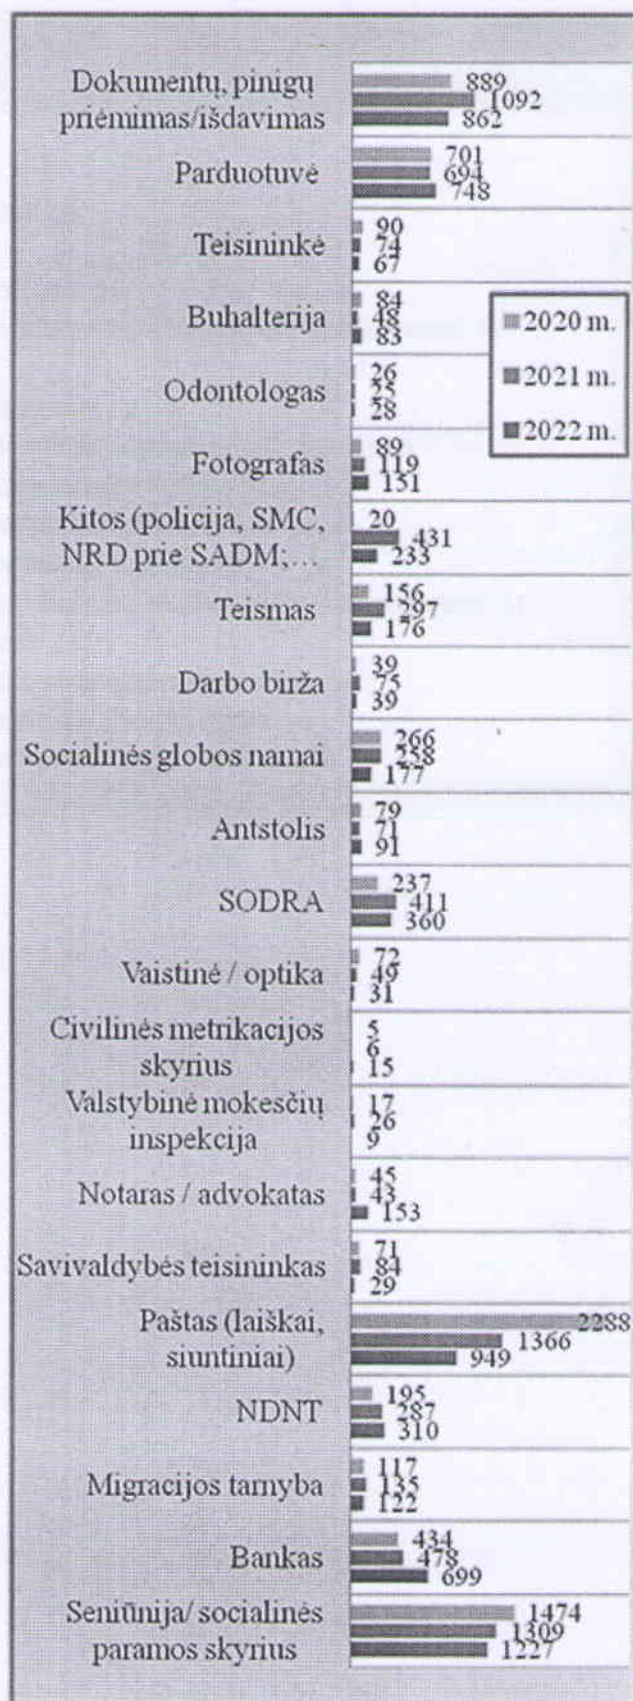 Dokumentų, pinigų
priėmimas/išdavimas
889
1092
862
Parduotuvė
701
694
748
Teisininkė
90
74
67
Buhalterija
84
48
83
2020 m.
2021 m.
2022 m.
Odontologas
26
25
28
Fotografas
89
119
151
Kitos (policija, SMC,
NRD prie SADM;…
20
431
233
Teismas
156
297
176
Darbo birža
39
75
39
Socialinės globos namai
266
258
177
Antstolis
79
71
91
SODRA
237
411
360
Vaistinė / optika
72
49
31
Civilinės metrikacijos
skyrius
5
6
15
Valstybinė mokesčių
inspekcija
17
26
9
Notaras / advokatas
45
43
153
Savivaldybės teisininkas
71
84
29
Paštas (laiškai,
siuntiniai)
2288
1366
949
NDNT
195
287
310
Migracijos tarnyba
117
135
122
Bankas
434
478
699
Seniūnija/ socialinės
paramos skyrius
1474
1309
1227